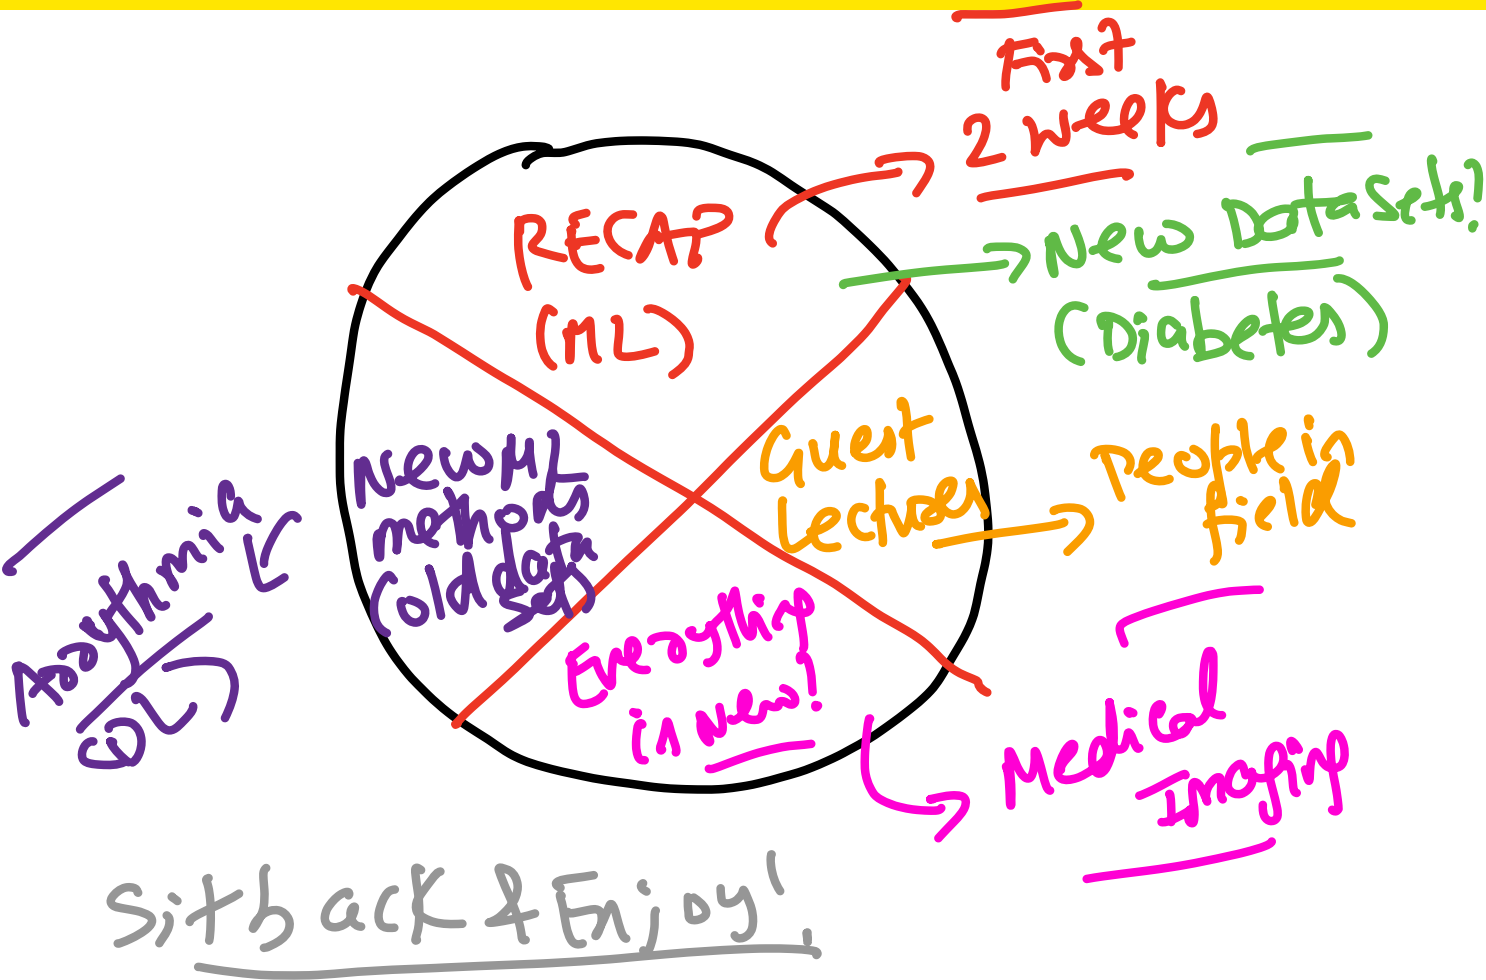 First
2 weeks
RECAP
(ML)
New DataSets?
(Diabetes)
Guest
Lectures
People in
field
New ML
methods
(old data
set)
Arrythmia
(DL)
Everything
is New!
Medical
Imaging
Sit back & Enjoy!